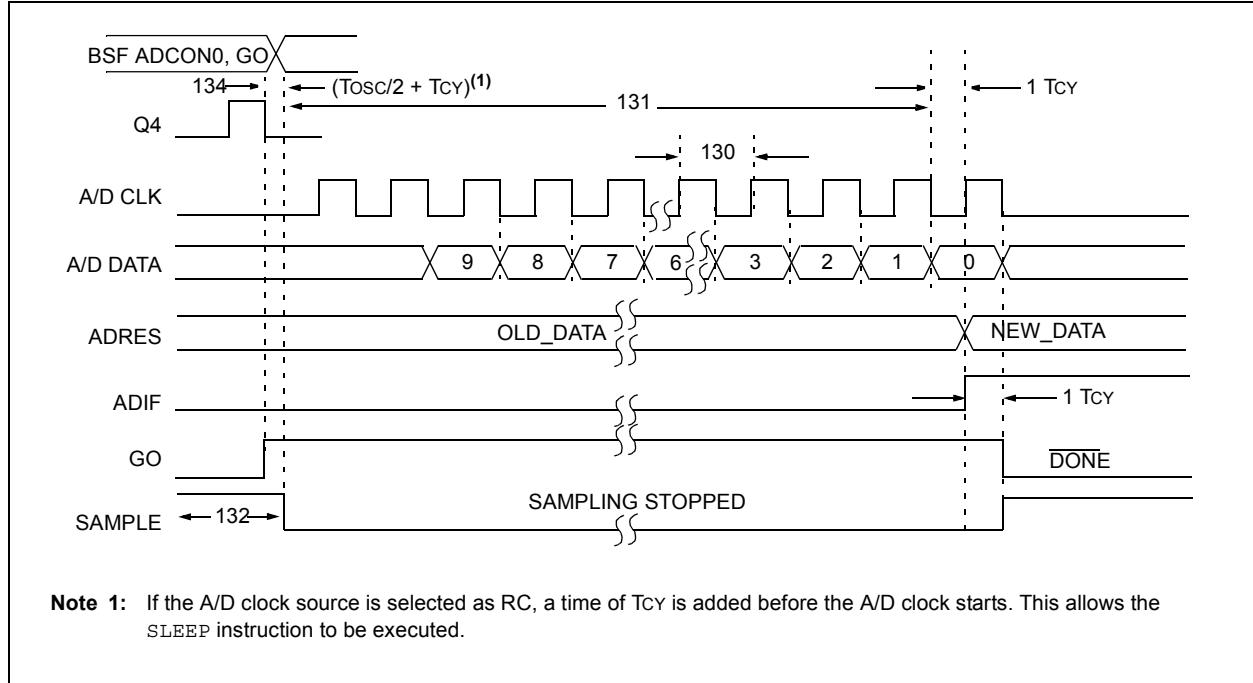 BSF ADCON0, GO
134
(TOSC/2 + TCY)(1)
131
1 TCY
Q4
130
A/D CLK
A/D DATA
9 8 7 6 3 2 1 0
ADRES
OLD_DATA
NEW_DATA
ADIF
1 TCY
GO
DONE
SAMPLE
132
SAMPLING STOPPED
Note 1: If the A/D clock source is selected as RC, a time of TCY is added before the A/D clock starts. This allows the
SLEEP instruction to be executed.